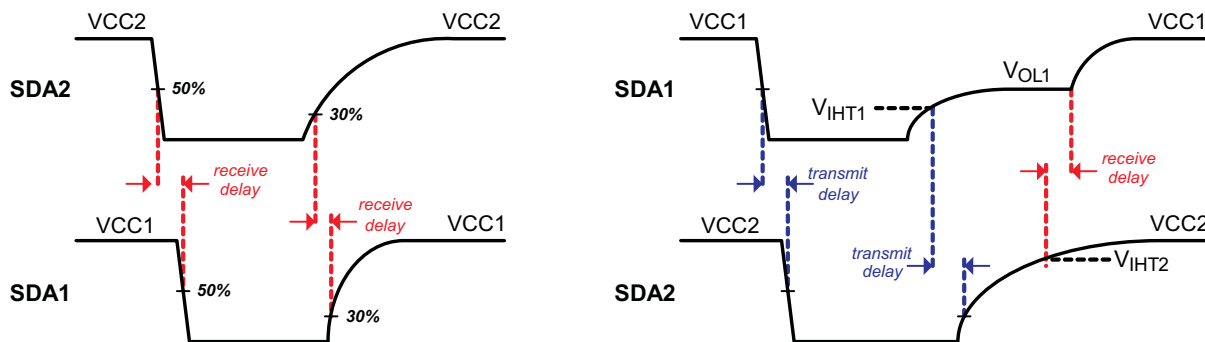 VCC2
VCC2
SDA2
50%
30%
receive
delay
receive
delay
VCC1
VCC1
SDA1
50%
30%
VCC1
VCC1
SDA1
VOL1
VIHT1
transmit
delay
receive
delay
VCC2
VCC2
transmit
delay
VIHT2
SDA2